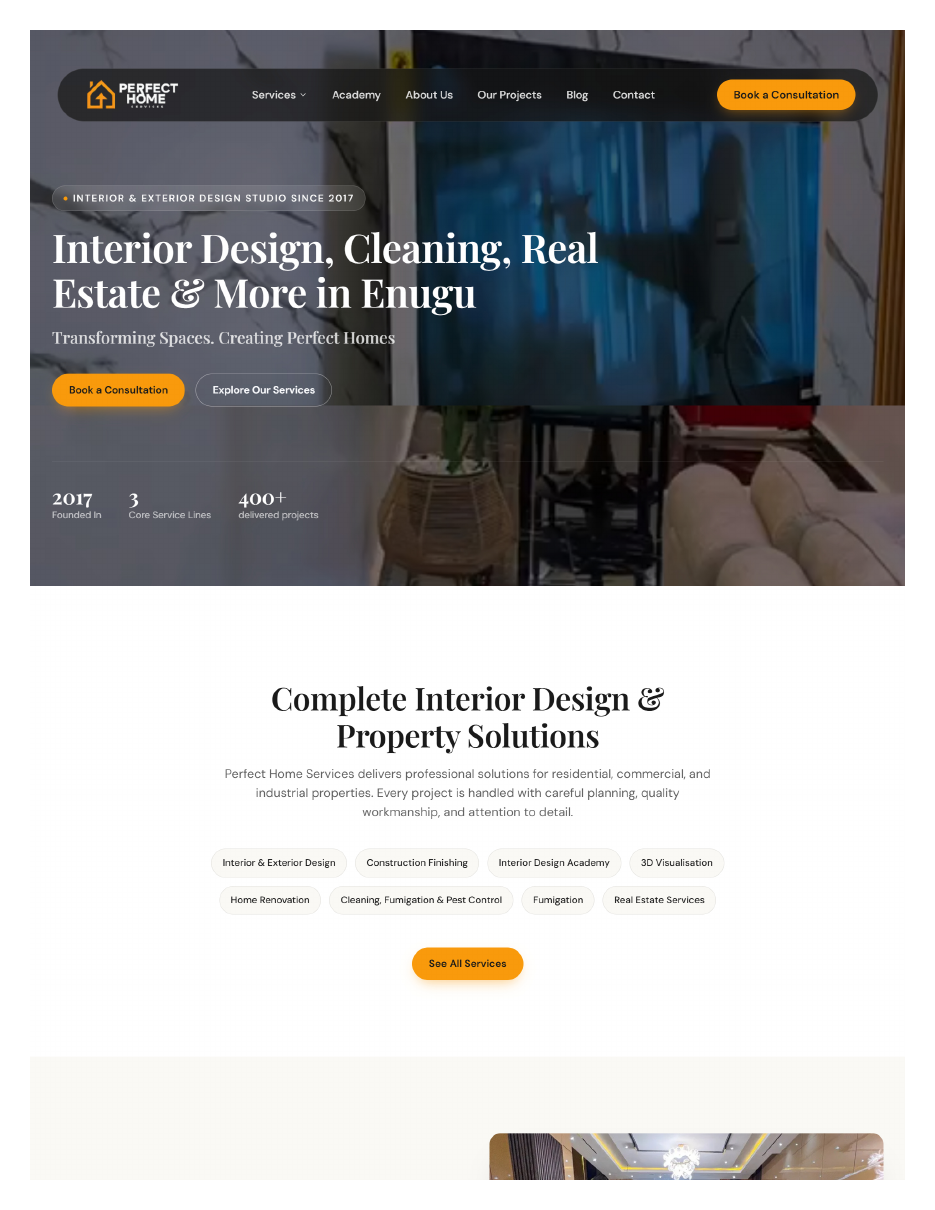 PERFECT
HOME
SERVICES
Services
Academy
About Us
Our Projects
Blog
Contact
Book a Consultation
INTERIOR & EXTERIOR DESIGN STUDIO SINCE 2017
Interior Design, Cleaning, Real
Estate & More in Enugu
Transforming Spaces. Creating Perfect Homes
Book a Consultation
Explore Our Services
2017
Founded In
3
Core Service Lines
400+
delivered projects
Complete Interior Design &
Property Solutions
Perfect Home Services delivers professional solutions for residential, commercial, and
industrial properties. Every project is handled with careful planning, quality
workmanship, and attention to detail.
Interior & Exterior Design
Construction Finishing
Interior Design Academy
3D Visualisation
Home Renovation
Cleaning, Fumigation & Pest Control
Fumigation
Real Estate Services
See All Services